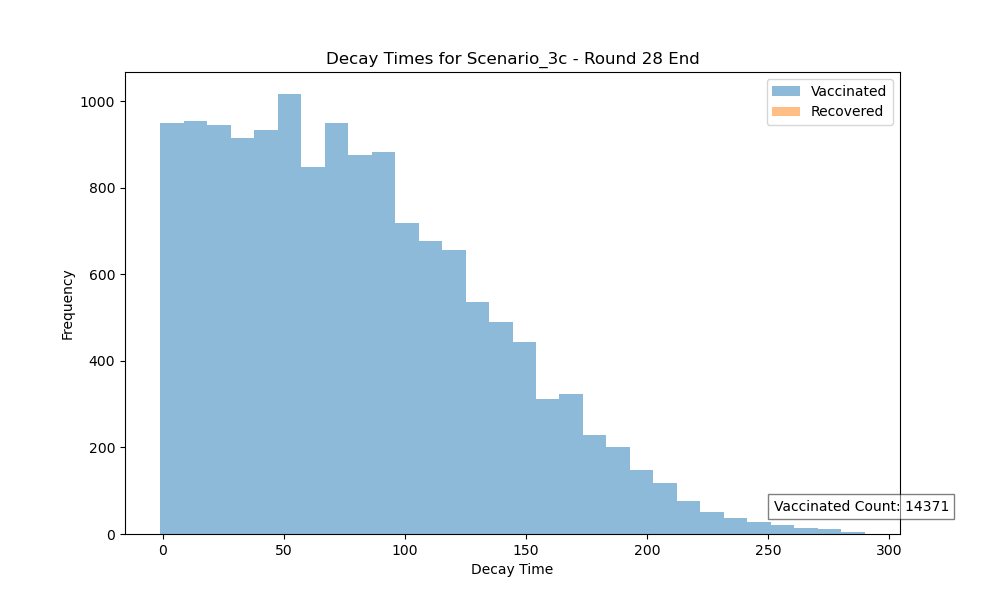 Decay Times for Scenario_3c - Round 28 End
Vaccinated
Recovered
1000
800
600
400
200
0
Frequency
Vaccinated Count: 14371
0
50
100
150
200
250
300
Decay Time